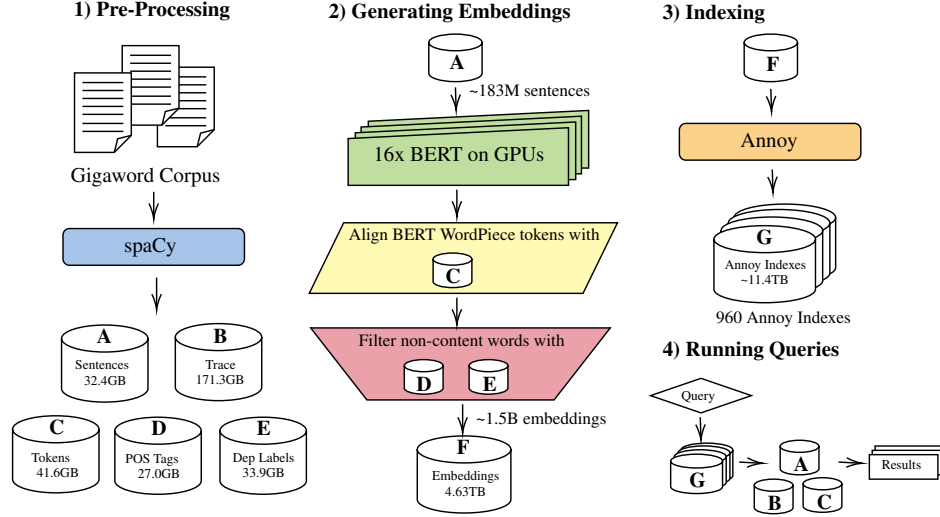 1) Pre-Processing
Gigaword Corpus
spaCy
A
Sentences
32.4GB
B
Trace
171.3GB
C
Tokens
41.6GB
D
POS Tags
27.0GB
E
Dep Labels
33.9GB
2) Generating Embeddings
A
~183M sentences
16x BERT on GPUs
Align BERT WordPiece tokens with
C
Filter non-content words with
D
E
~1.5B embeddings
F
Embeddings
4.63TB
3) Indexing
F
Annoy
G
Annoy Indexes
~11.4TB
960 Annoy Indexes
4) Running Queries
Query
G
A
B
C
Results